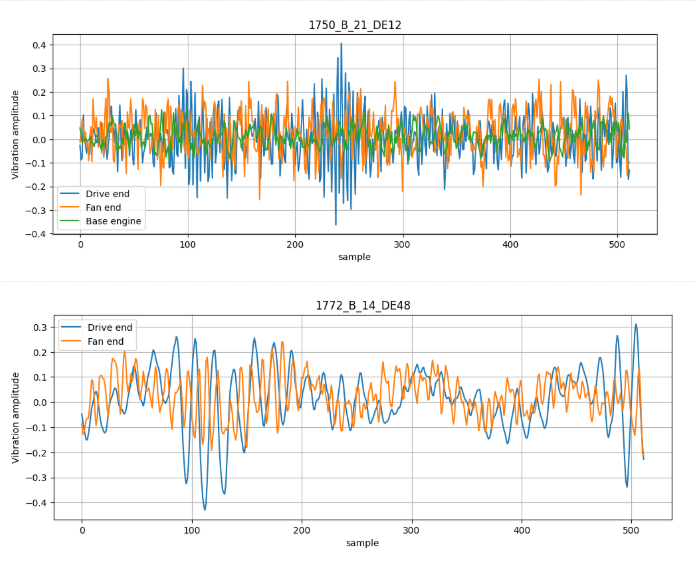 1750_B_21_DE12
Vibration amplitude
0.4
0.3
0.2
0.1
0.0
−0.1
−0.2
−0.3
−0.4
Drive end
Fan end
Base engine
0
100
200
300
400
500
sample
1772_B_14_DE48
Vibration amplitude
0.3
0.2
0.1
0.0
−0.1
−0.2
−0.3
−0.4
Drive end
Fan end
0
100
200
300
400
500
sample